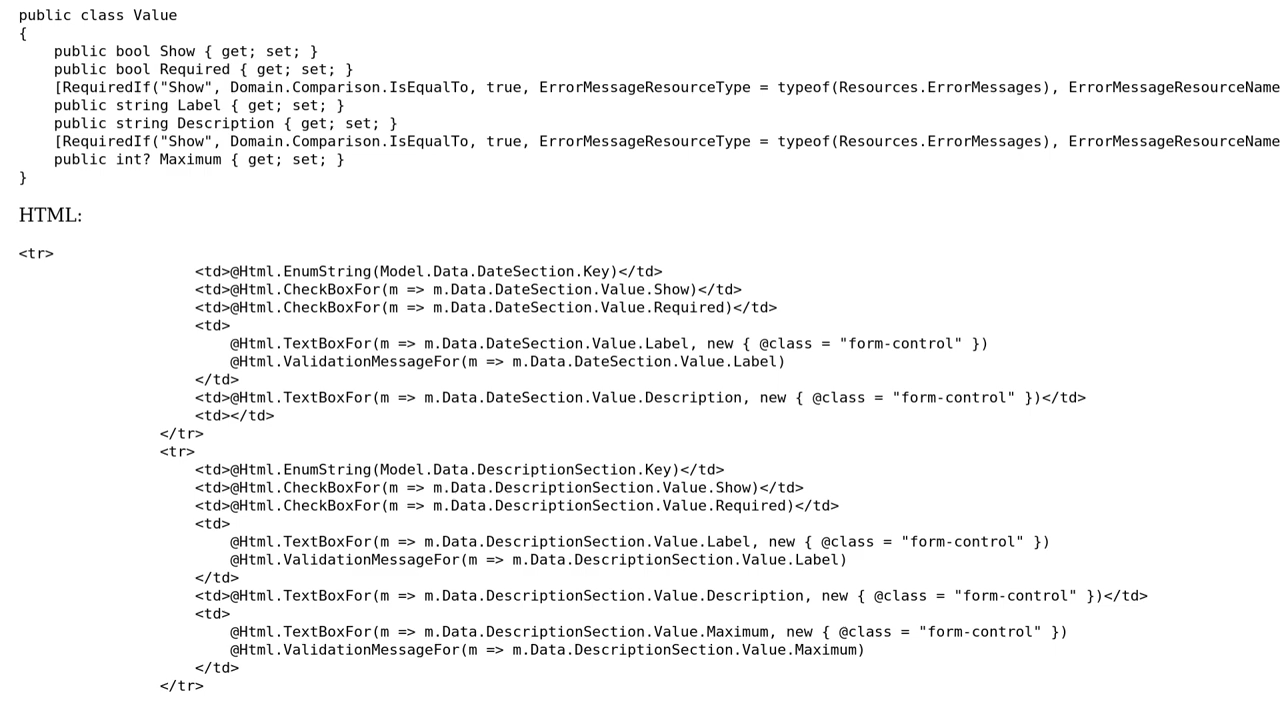 public class Value
{
    public bool Show { get; set; }
    public bool Required { get; set; }
    [RequiredIf("Show", Domain.Comparison.IsEqualTo, true, ErrorMessageResourceType = typeof(Resources.ErrorMessages), ErrorMessageResourceName
    public string Label { get; set; }
    public string Description { get; set; }
    [RequiredIf("Show", Domain.Comparison.IsEqualTo, true, ErrorMessageResourceType = typeof(Resources.ErrorMessages), ErrorMessageResourceName
    public int? Maximum { get; set; }
}
HTML:
<tr>
                    <td>@Html.EnumString(Model.Data.DateSection.Key)</td>
                    <td>@Html.CheckBoxFor(m => m.Data.DateSection.Value.Show)</td>
                    <td>@Html.CheckBoxFor(m => m.Data.DateSection.Value.Required)</td>
                    <td>
                        @Html.TextBoxFor(m => m.Data.DateSection.Value.Label, new { @class = "form-control" })
                        @Html.ValidationMessageFor(m => m.Data.DateSection.Value.Label)
                    </td>
                    <td>@Html.TextBoxFor(m => m.Data.DateSection.Value.Description, new { @class = "form-control" })</td>
                    <td></td>
                </tr>
                <tr>
                    <td>@Html.EnumString(Model.Data.DescriptionSection.Key)</td>
                    <td>@Html.CheckBoxFor(m => m.Data.DescriptionSection.Value.Show)</td>
                    <td>@Html.CheckBoxFor(m => m.Data.DescriptionSection.Value.Required)</td>
                    <td>
                        @Html.TextBoxFor(m => m.Data.DescriptionSection.Value.Label, new { @class = "form-control" })
                        @Html.ValidationMessageFor(m => m.Data.DescriptionSection.Value.Label)
                    </td>
                    <td>@Html.TextBoxFor(m => m.Data.DescriptionSection.Value.Description, new { @class = "form-control" })</td>
                    <td>
                        @Html.TextBoxFor(m => m.Data.DescriptionSection.Value.Maximum, new { @class = "form-control" })
                        @Html.ValidationMessageFor(m => m.Data.DescriptionSection.Value.Maximum)
                    </td>
                </tr>